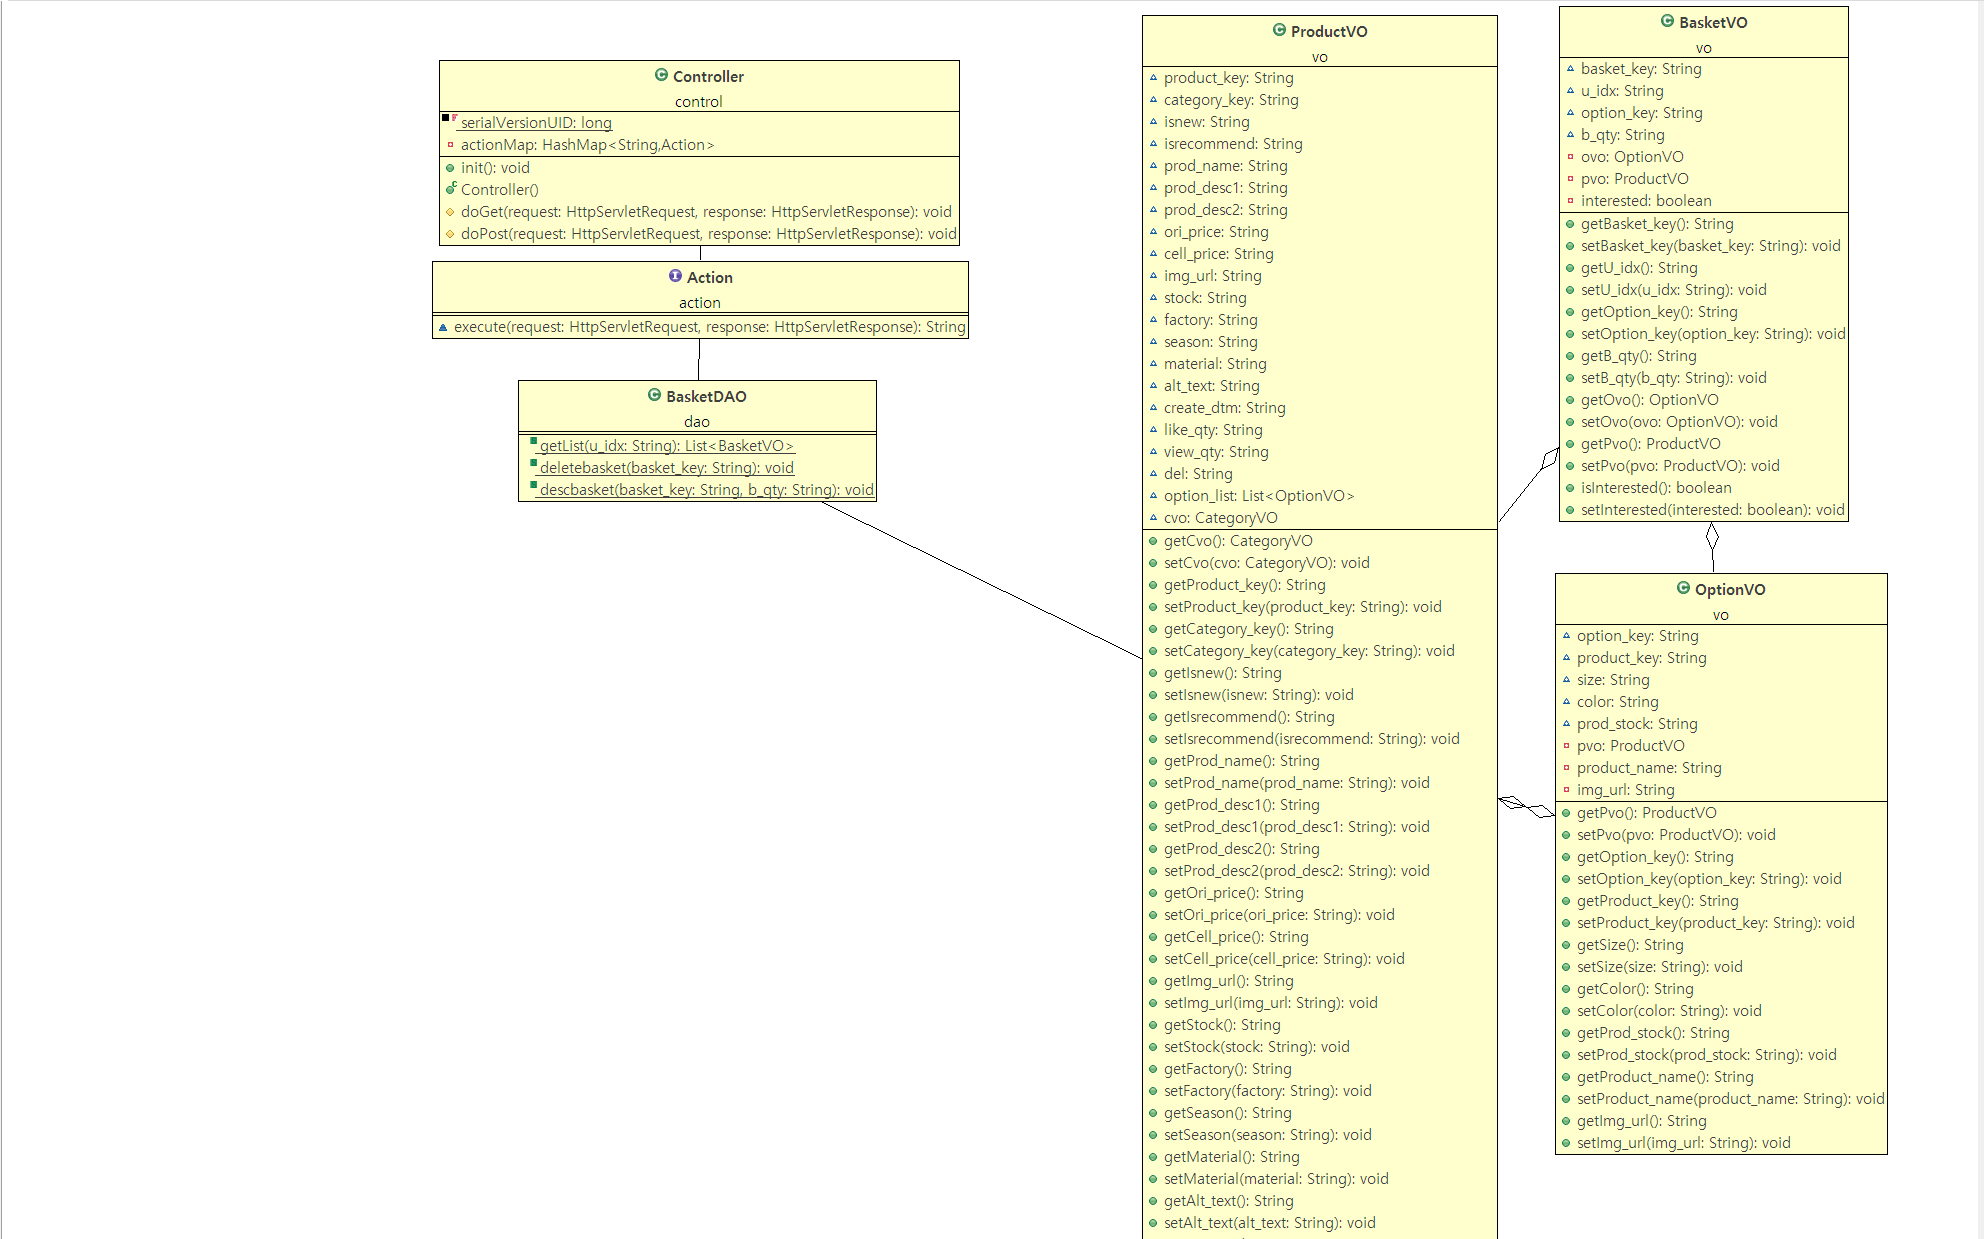 Controller
control
serialVersionUID: long
actionMap: HashMap<String,Action>
init(): void
Controller()
doGet(request: HttpServletRequest, response: HttpServletResponse): void
doPost(request: HttpServletRequest, response: HttpServletResponse): void
Action
action
execute(request: HttpServletRequest, response: HttpServletResponse): String
BasketDAO
dao
getList(u_idx: String): List<BasketVO>
deletebasket(basket_key: String): void
descbasket(basket_key: String, b_qty: String): void
ProductVO
vo
product_key: String
category_key: String
isnew: String
isrecommend: String
prod_name: String
prod_desc1: String
prod_desc2: String
ori_price: String
cell_price: String
img_url: String
stock: String
factory: String
season: String
material: String
alt_text: String
create_dtm: String
like_qty: String
view_qty: String
del: String
option_list: List<OptionVO>
cvo: CategoryVO
getCvo(): CategoryVO
setCvo(cvo: CategoryVO): void
getProduct_key(): String
setProduct_key(product_key: String): void
getCategory_key(): String
setCategory_key(category_key: String): void
getIsnew(): String
setIsnew(isnew: String): void
getIsrecommend(): String
setIsrecommend(isrecommend: String): void
getProd_name(): String
setProd_name(prod_name: String): void
getProd_desc1(): String
setProd_desc1(prod_desc1: String): void
getProd_desc2(): String
setProd_desc2(prod_desc2: String): void
getOri_price(): String
setOri_price(ori_price: String): void
getCell_price(): String
setCell_price(cell_price: String): void
getImg_url(): String
setImg_url(img_url: String): void
getStock(): String
setStock(stock: String): void
getFactory(): String
setFactory(factory: String): void
getSeason(): String
setSeason(season: String): void
getMaterial(): String
setMaterial(material: String): void
getAlt_text(): String
setAlt_text(alt_text: String): void
BasketVO
vo
basket_key: String
u_idx: String
option_key: String
b_qty: String
ovo: OptionVO
pvo: ProductVO
interested: boolean
getBasket_key(): String
setBasket_key(basket_key: String): void
getU_idx(): String
setU_idx(u_idx: String): void
getOption_key(): String
setOption_key(option_key: String): void
getB_qty(): String
setB_qty(b_qty: String): void
getOvo(): OptionVO
setOvo(ovo: OptionVO): void
getPvo(): ProductVO
setPvo(pvo: ProductVO): void
isInterested(): boolean
setInterested(interested: boolean): void
OptionVO
vo
option_key: String
product_key: String
size: String
color: String
prod_stock: String
pvo: ProductVO
product_name: String
img_url: String
getPvo(): ProductVO
setPvo(pvo: ProductVO): void
getOption_key(): String
setOption_key(option_key: String): void
getProduct_key(): String
setProduct_key(product_key: String): void
getSize(): String
setSize(size: String): void
getColor(): String
setColor(color: String): void
getProd_stock(): String
setProd_stock(prod_stock: String): void
getProduct_name(): String
setProduct_name(product_name: String): void
getImg_url(): String
setImg_url(img_url: String): void